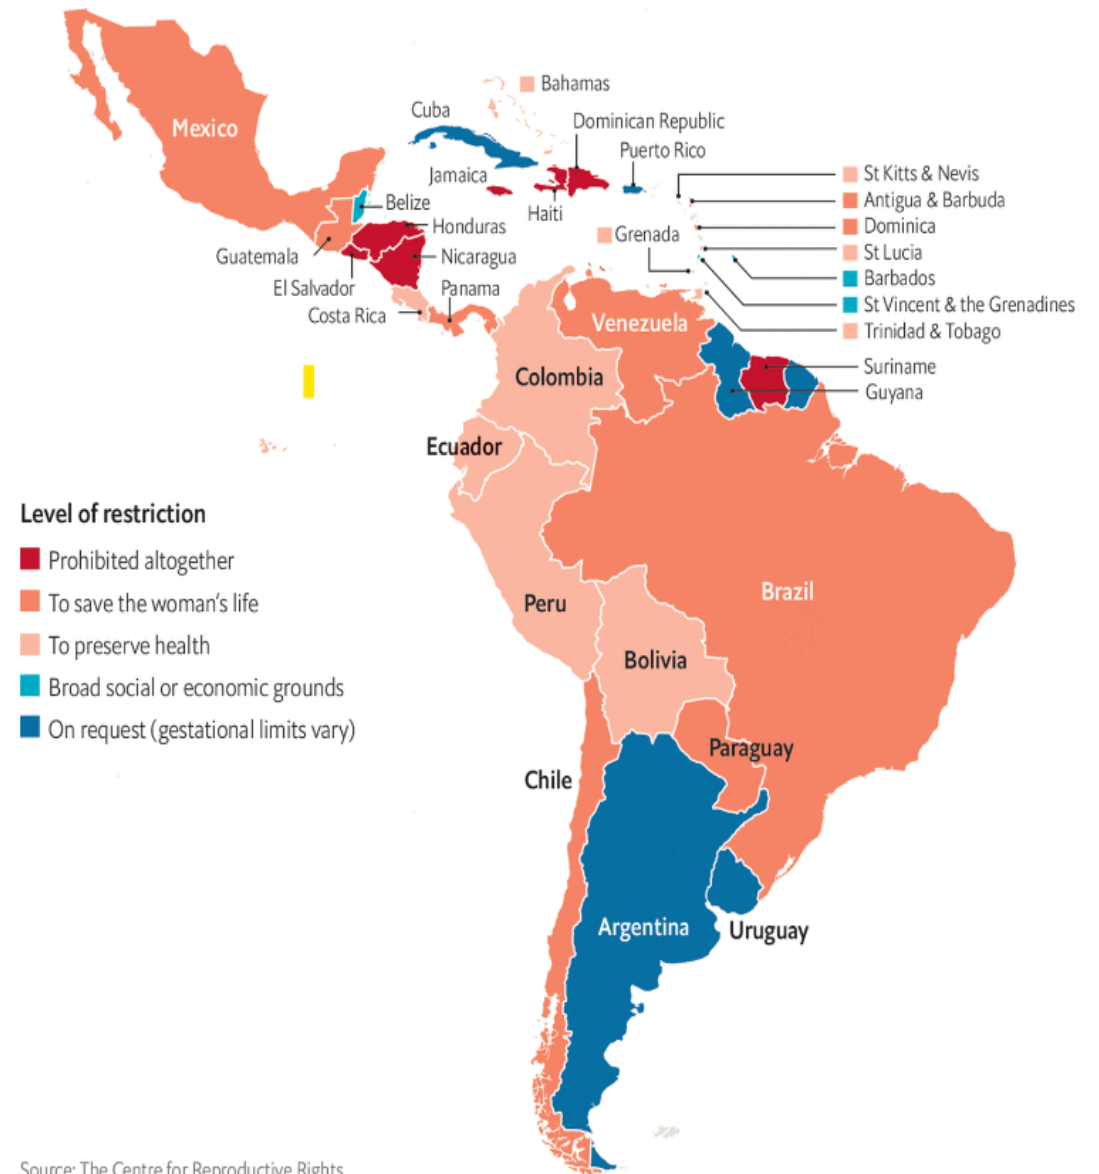 Bahamas
Cuba
Dominican Republic
Mexico
Puerto Rico
Jamaica
St Kitts & Nevis
Belize
Antigua & Barbuda
Haiti
Honduras
Dominica
Grenada
Guatemala
Nicaragua
St Lucia
El Salvador
Panama
Barbados
Costa Rica
St Vincent & the Grenadines
Venezuela
Trinidad & Tobago
Colombia
Suriname
Guyana
Ecuador
Level of restriction
Prohibited altogether
To save the woman's life
To preserve health
Broad social or economic grounds
On request (gestational limits vary)
Brazil
Peru
Bolivia
Paraguay
Chile
Argentina
Uruguay
Source: The Centre for Reproductive Rights